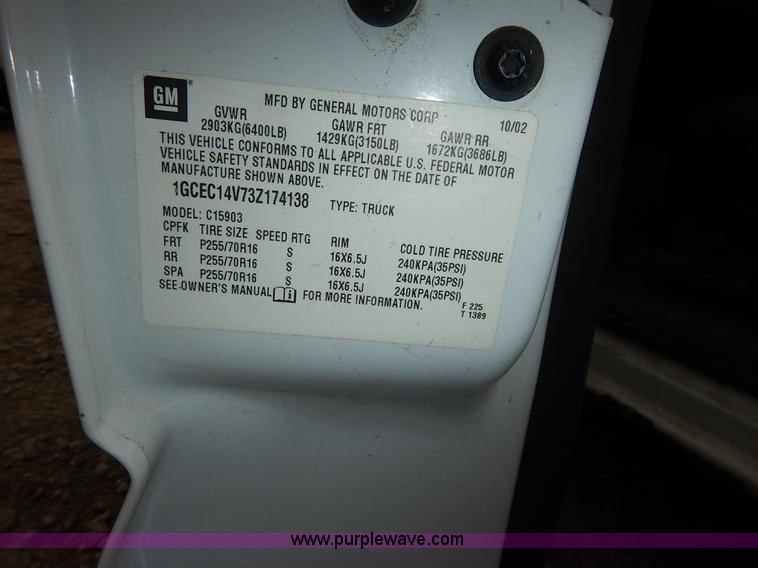 GM
MFD BY GENERAL MOTORS CORP 10/02
GVWR GAWR FRT GAWR RR
2903KG(6400LB) 1429KG(3150LB) 1672KG(3686LB)
THIS VEHICLE CONFORMS TO ALL APPLICABLE U.S. FEDERAL MOTOR
VEHICLE SAFETY STANDARDS IN EFFECT ON THE DATE OF
MANUFACTURE SHOWN ABOVE.
1GCEC14V73Z174138 TYPE: TRUCK
MODEL: C15903
CPFK TIRE SIZE SPEED RTG RIM COLD TIRE PRESSURE
FRT P255/70R16 S 16X6.5J 240KPA(35PSI)
RR P255/70R16 S 16X6.5J 240KPA(35PSI)
SPA P255/70R16 S 16X6.5J 240KPA(35PSI)
SEE OWNER'S MANUAL FOR MORE INFORMATION.
F 225
T 1389
www.purplewave.com